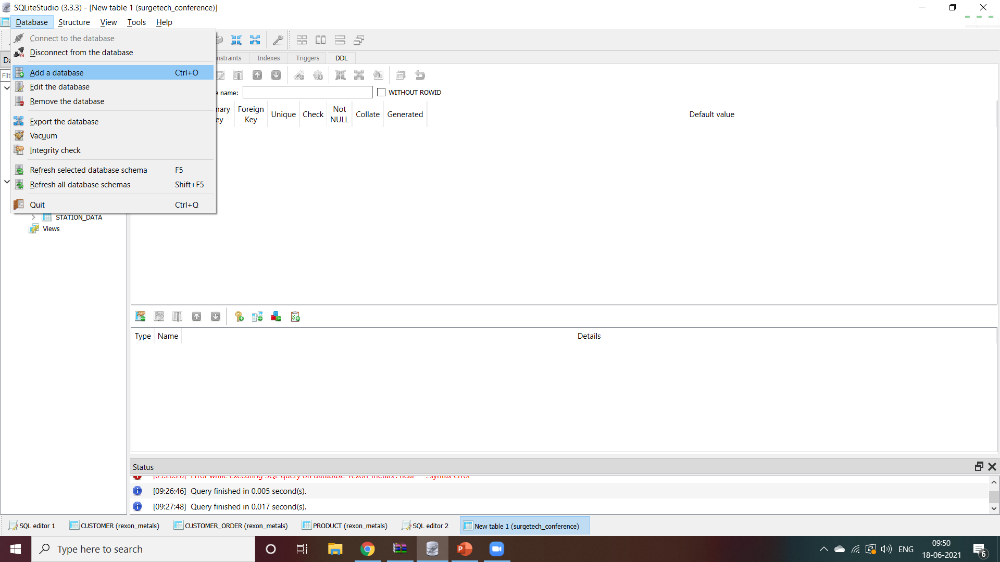 SQLiteStudio (3.3.3) - [New table 1 (surgetech_conference)]
Database Structure View Tools Help
Connect to the database
Disconnect from the database
Add a database Ctrl+O
Edit the database
Remove the database
Export the database
Vacuum
Integrity check
Refresh selected database schema F5
Refresh all database schemas Shift+F5
Quit Ctrl+Q
Da
Filt
STATION_DATA
Views
nstraints Indexes Triggers DDL
e name: WITHOUT ROWID
nary
ey
Foreign
Key
Unique
Check
Not
NULL
Collate
Generated
Default value
Type Name Details
Status
[09:26:46] Query finished in 0.005 second(s).
[09:27:48] Query finished in 0.017 second(s).
SQL editor 1 CUSTOMER (rexon_metals) CUSTOMER_ORDER (rexon_metals) PRODUCT (rexon_metals) SQL editor 2 New table 1 (surgetech_conference)
Type here to search
ENG
09:50
18-06-2021
6